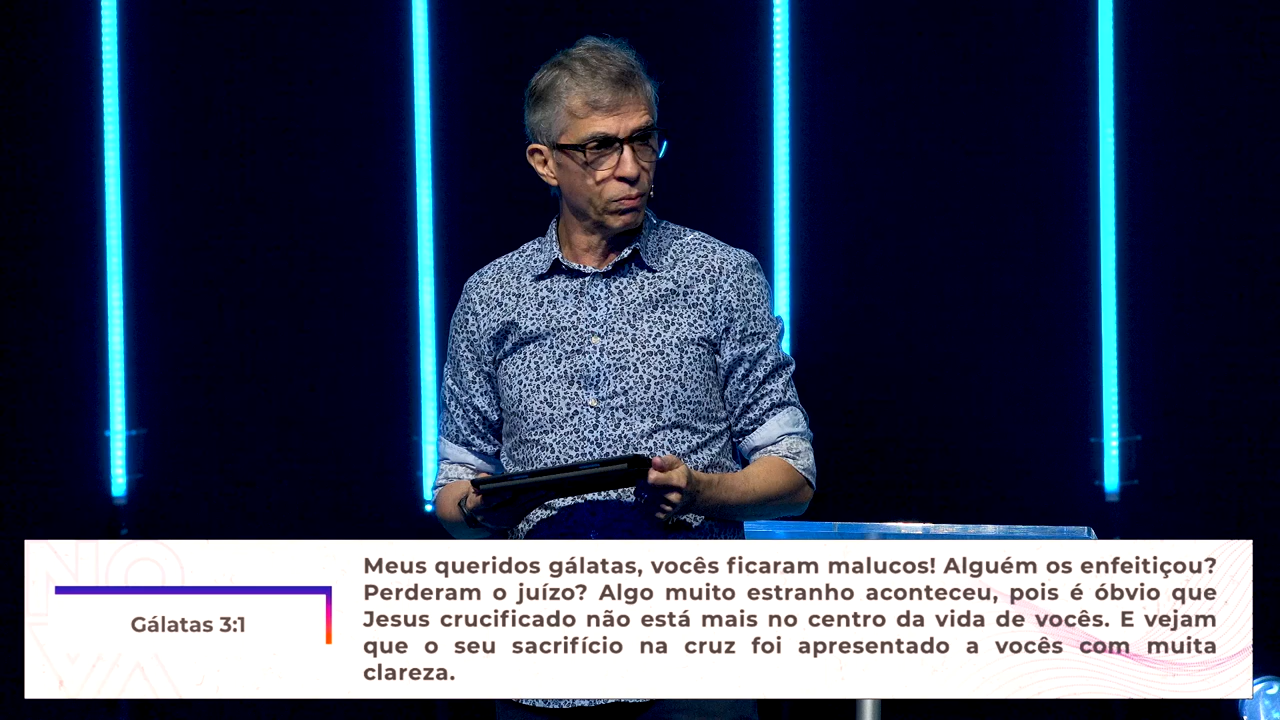 NO
VA
Gálatas 3:1
Meus queridos gálatas, vocês ficaram malucos! Alguém os enfeitiçou?
Perderam o juízo? Algo muito estranho aconteceu, pois é óbvio que
Jesus crucificado não está mais no centro da vida de vocês. E vejam
que o seu sacrifício na cruz foi apresentado a vocês com muita
clareza.